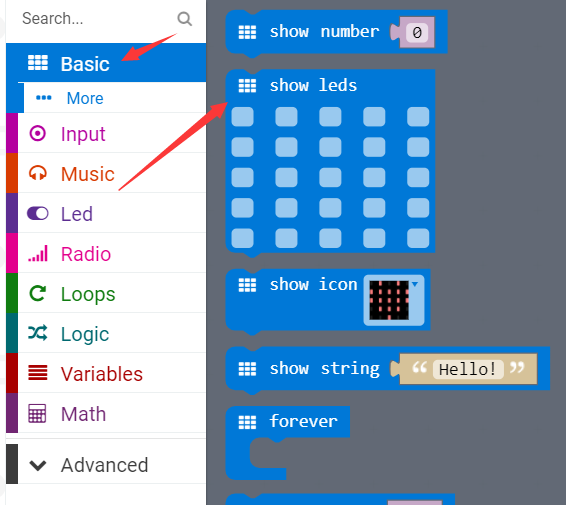 Search...
Basic
More
Input
Music
Led
Radio
Loops
Logic
Variables
Math
Advanced
show number 0
show leds
show icon
show string “ Hello! ”
forever